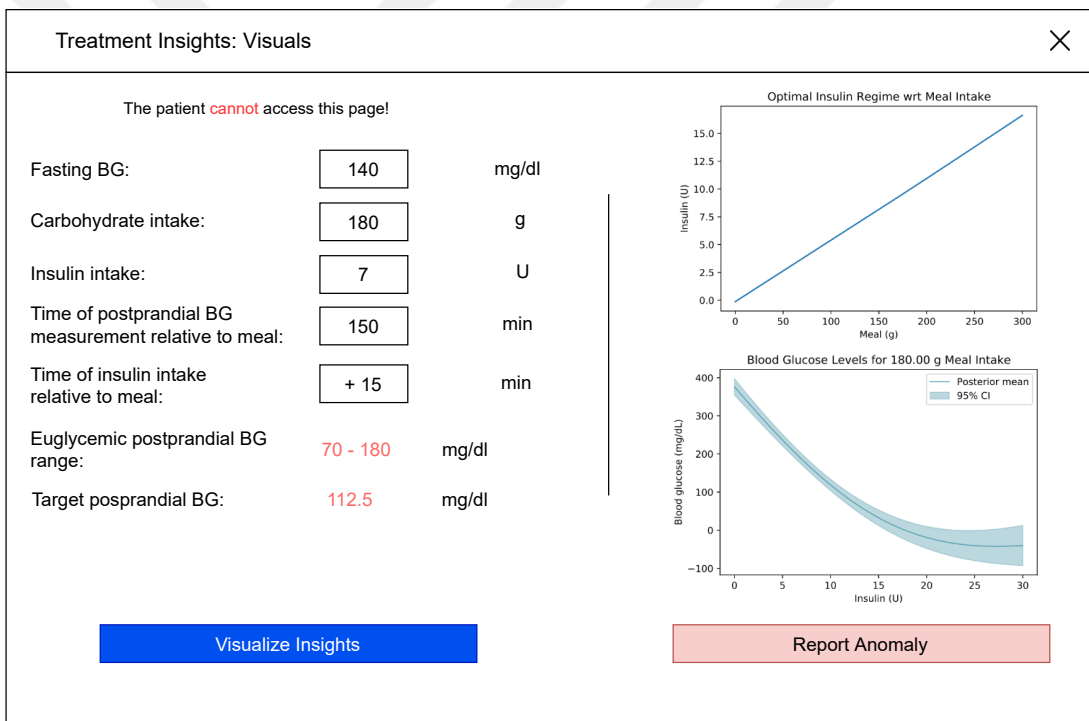 Treatment Insights: Visuals
The patient cannot access this page!
Fasting BG: 140 mg/dl
Carbohydrate intake: 180 g
Insulin intake: 7 U
Time of postprandial BG
measurement relative to meal: 150 min
Time of insulin intake
relative to meal: + 15 min
Euglycemic postprandial BG
range: 70 - 180 mg/dl
Target posprandial BG: 112.5 mg/dl
Visualize Insights
Optimal Insulin Regime wrt Meal Intake
Insulin (U)
15.0
12.5
10.0
7.5
5.0
2.5
0.0
0 50 100 150 200 250 300
Meal (g)
Blood Glucose Levels for 180.00 g Meal Intake
Posterior mean
95% CI
Blood glucose (mg/dL)
400
300
200
100
0
−100
0 5 10 15 20 25 30
Insulin (U)
Report Anomaly